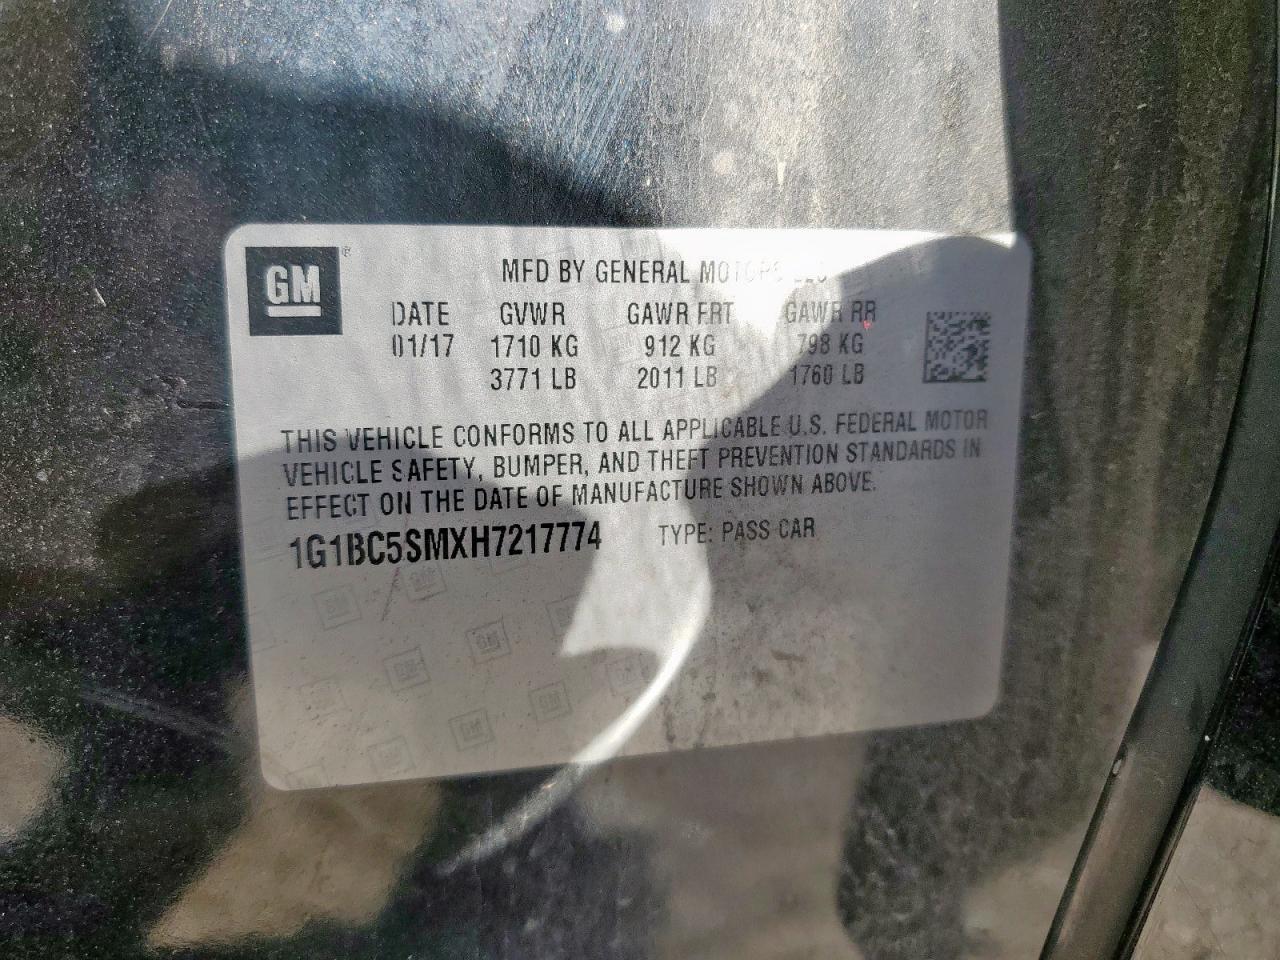 GM ®
MFD BY GENERAL MOTORS LLC
DATE GVWR GAWR FRT GAWR RR
01/17 1710 KG 912 KG 798 KG
3771 LB 2011 LB 1760 LB
THIS VEHICLE CONFORMS TO ALL APPLICABLE U.S. FEDERAL MOTOR
VEHICLE SAFETY, BUMPER, AND THEFT PREVENTION STANDARDS IN
EFFECT ON THE DATE OF MANUFACTURE SHOWN ABOVE.
1G1BC5SMXH7217774 TYPE: PASS CAR